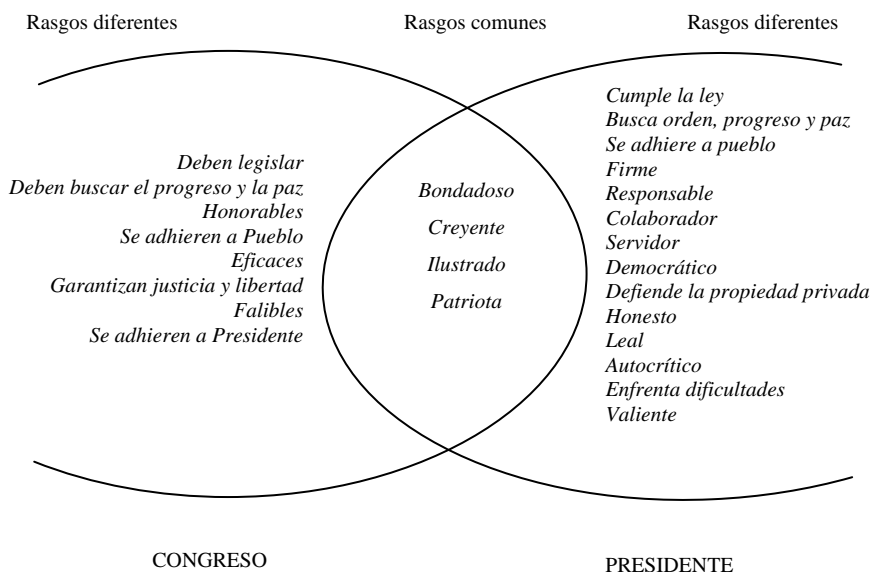 Rasgos diferentes
Rasgos comunes
Rasgos diferentes
Deben legislar
Deben buscar el progreso y la paz
Honorables
Se adhieren a Pueblo
Eficaces
Garantizan justicia y libertad
Falibles
Se adhieren a Presidente
Bondadoso
Creyente
Ilustrado
Patriota
Cumple la ley
Busca orden, progreso y paz
Se adhiere a pueblo
Firme
Responsable
Colaborador
Servidor
Democrático
Defiende la propiedad privada
Honesto
Leal
Autocrítico
Enfrenta dificultades
Valiente
CONGRESO
PRESIDENTE